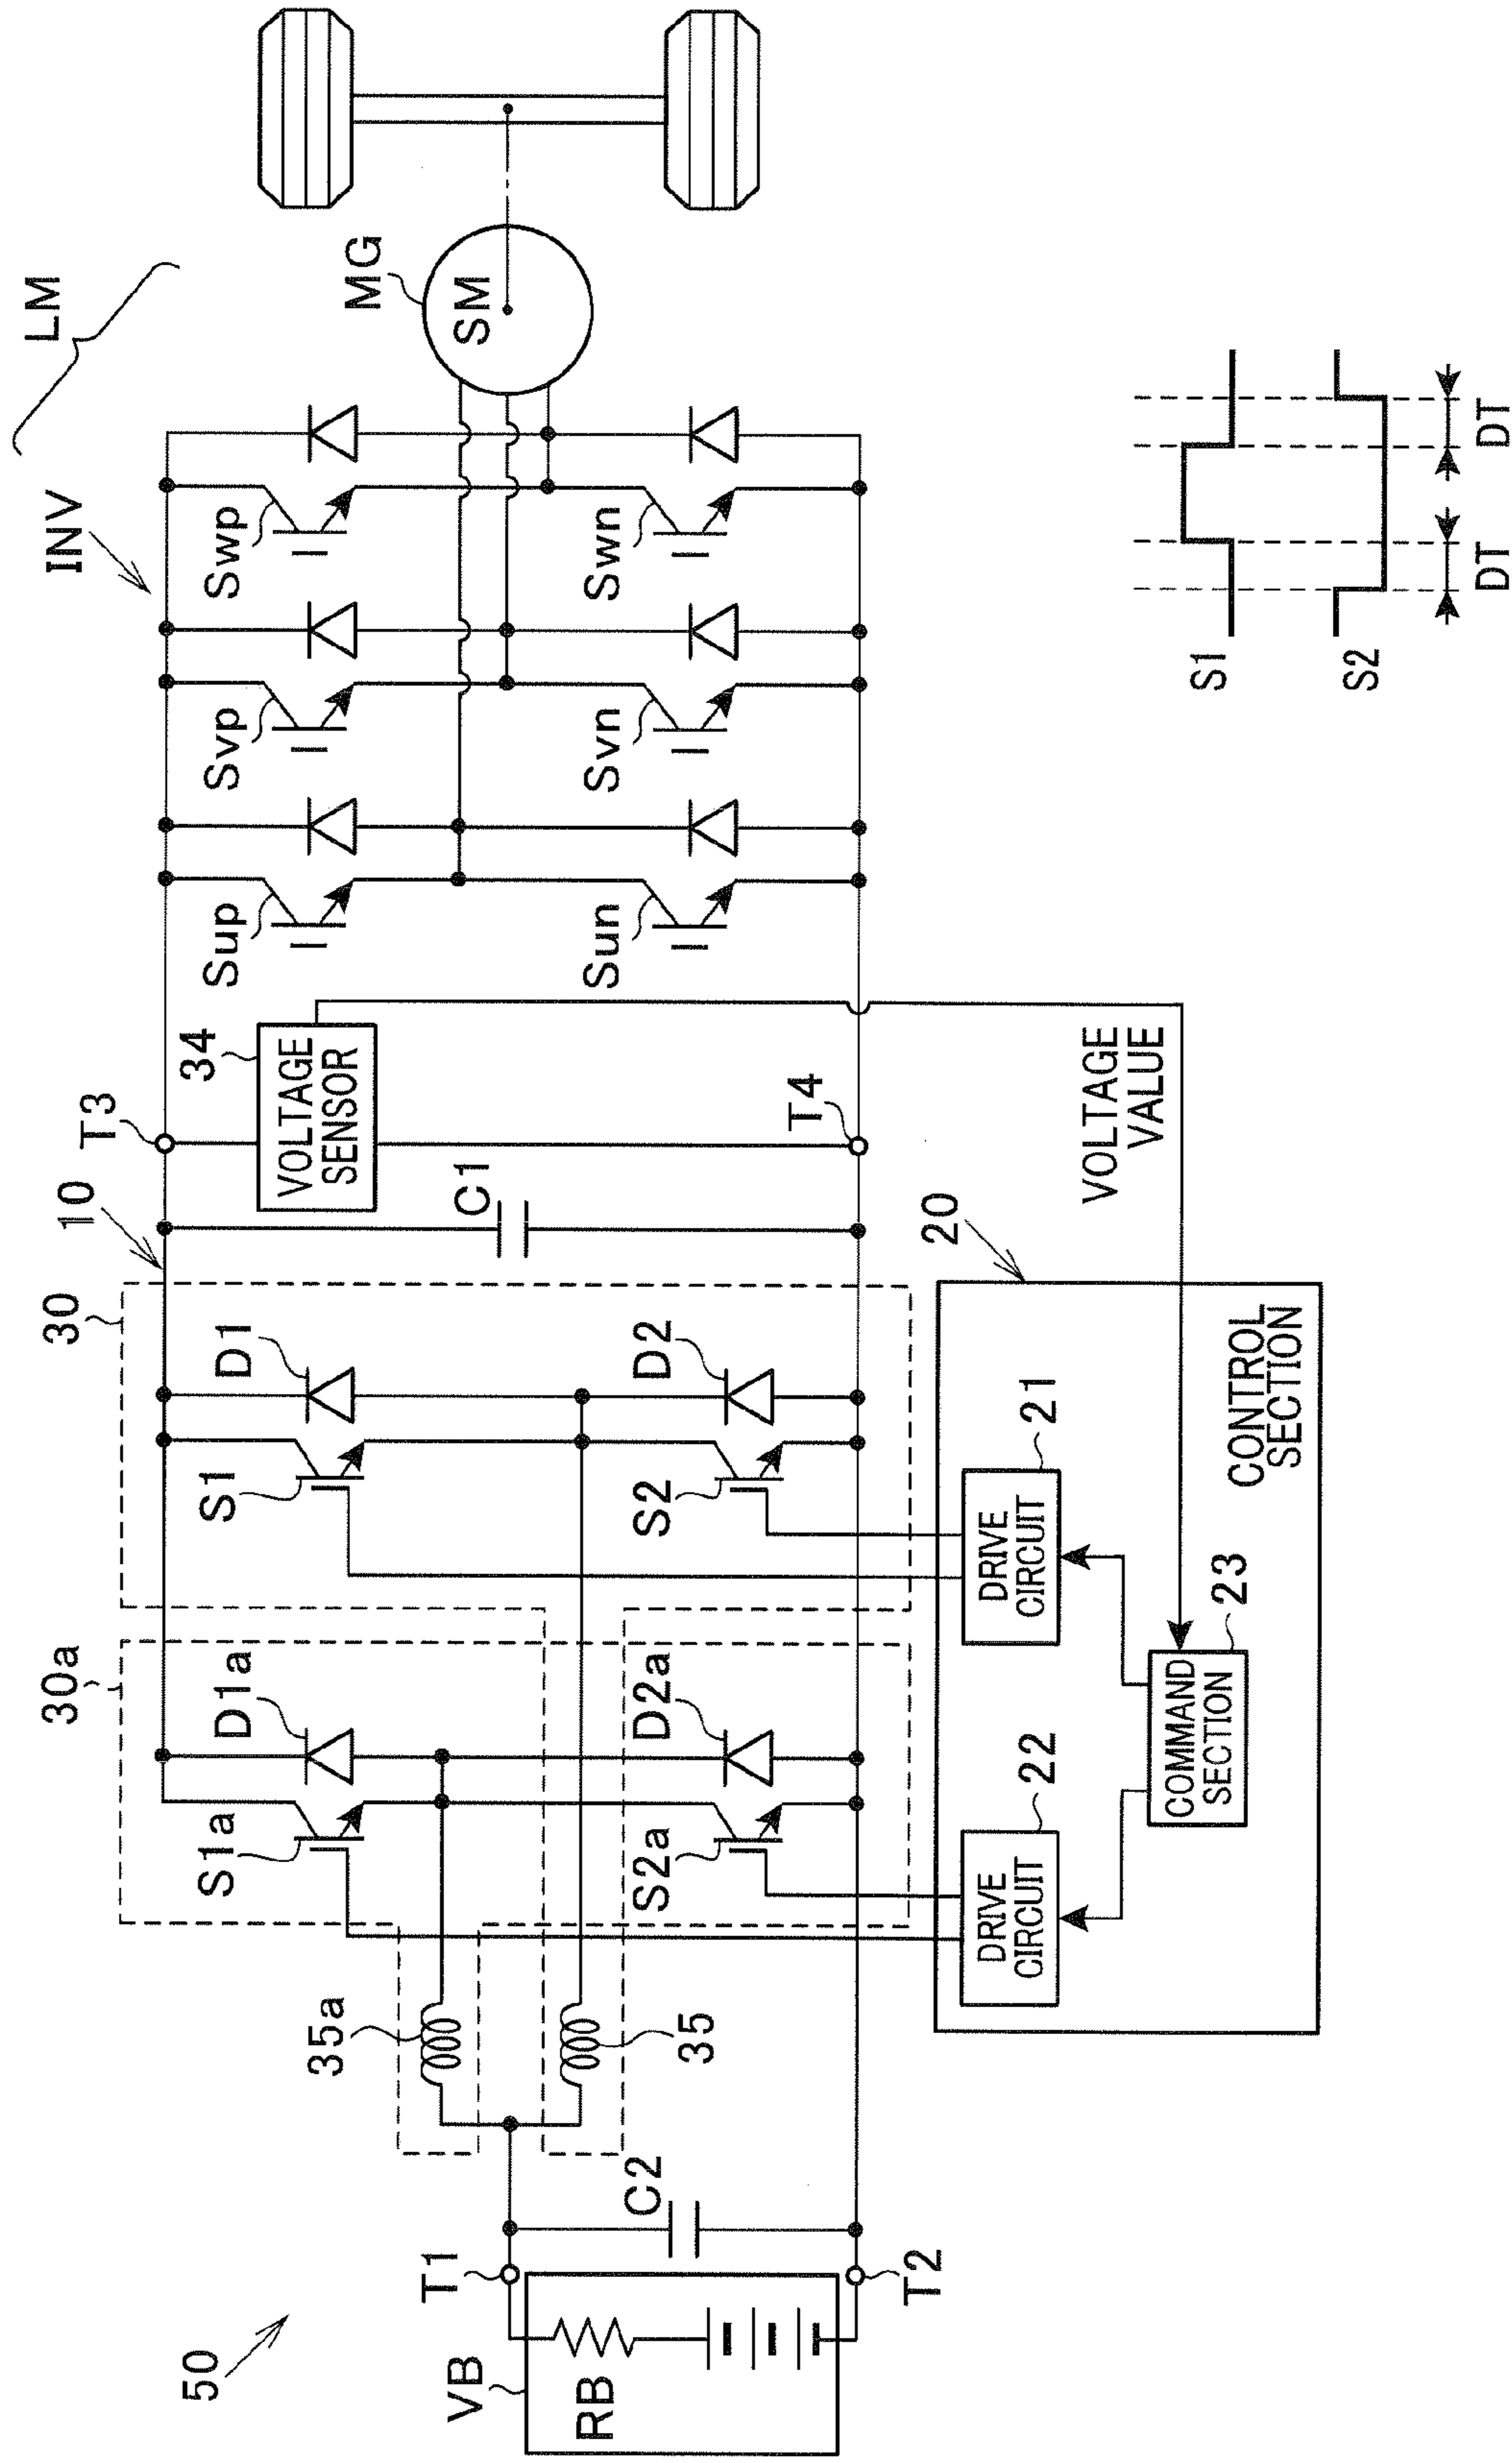 50
VB
RB
T1
T2
C2
35a
35
30a
S1a
D1a
S2a
D2a
30
S1
D1
S2
D2
10
C1
T3
T4
34
VOLTAGE
SENSOR
VOLTAGE
VALUE
20
CONTROL
SECTION
DRIVE
CIRCUIT
22
DRIVE
CIRCUIT
21
COMMAND
SECTION
23
INV
LM
Sup
Svp
Swp
Sun
Svn
Swn
MG
SM
S1
S2
DT
DT